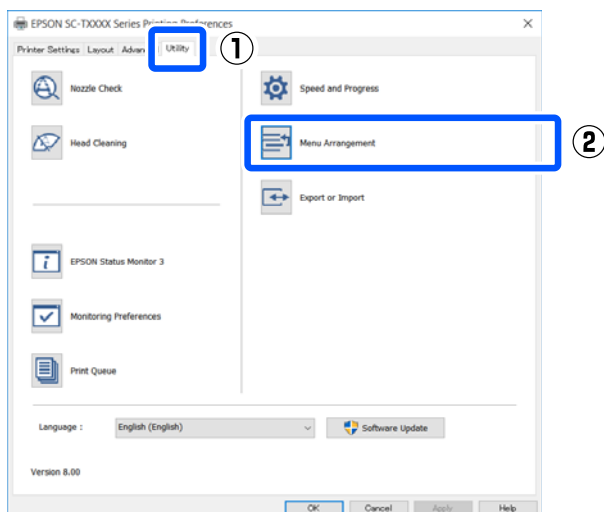 EPSON SC-TXXXX Series Printing Preferences
Printer Settings Layout Advan Utility ①
Nozzle Check
Speed and Progress
Head Cleaning
Menu Arrangement ②
Export or Import
EPSON Status Monitor 3
Monitoring Preferences
Print Queue
Language : English (English) Software Update
Version 8.00
OK Cancel Apply Help